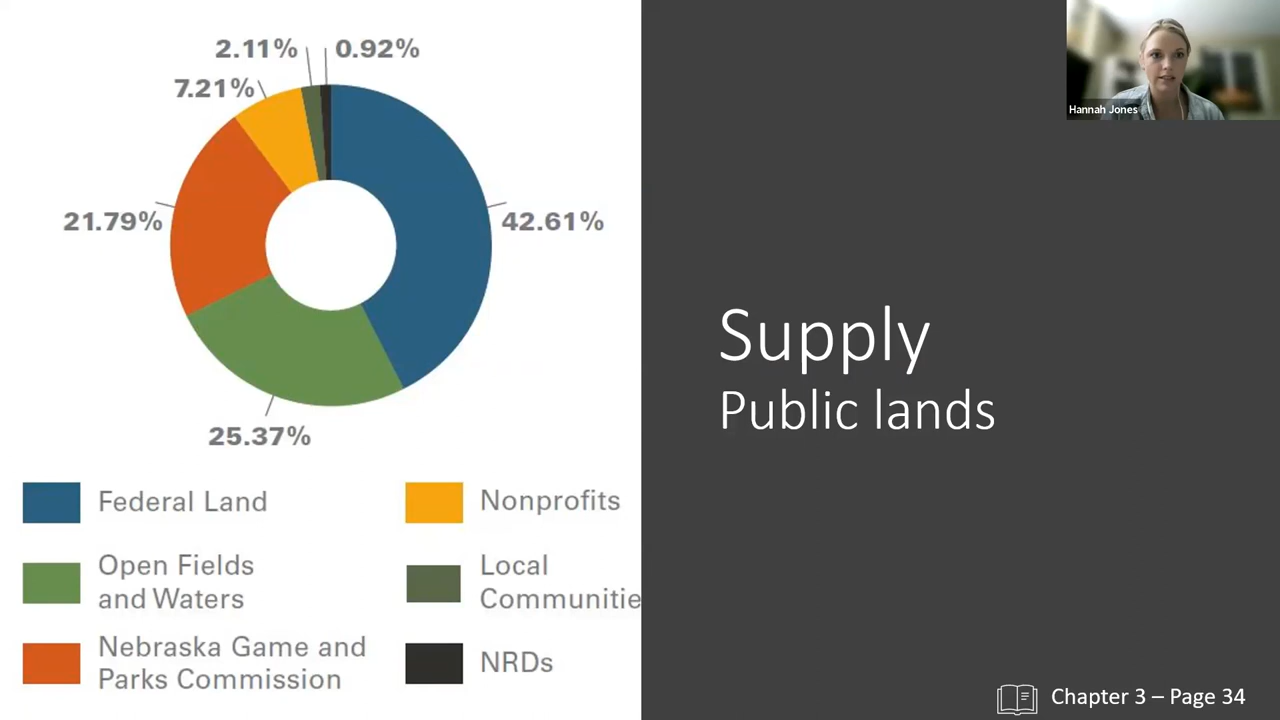 2.11%
0.92%
7.21%
21.79%
42.61%
25.37%
Federal Land
Open Fields
and Waters
Nebraska Game and
Parks Commission
Nonprofits
Local
Communitie
NRDs
Supply
Public lands
Hannah Jones
Chapter 3 – Page 34